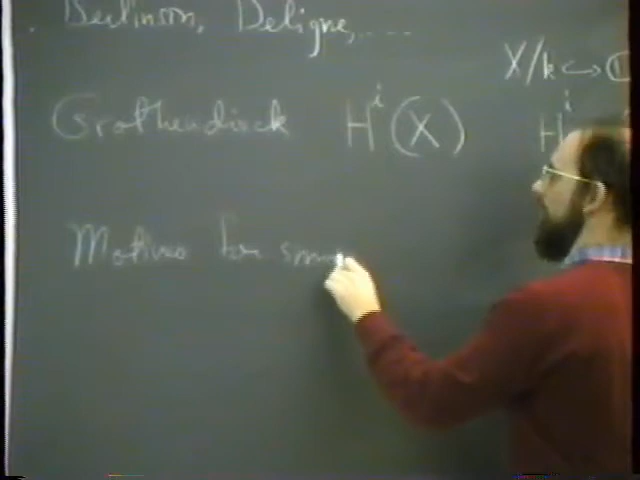 Beilinson, Deligne, ....
X/k ↪ C
Grothendieck H^i(X) H^i
Motives for smo